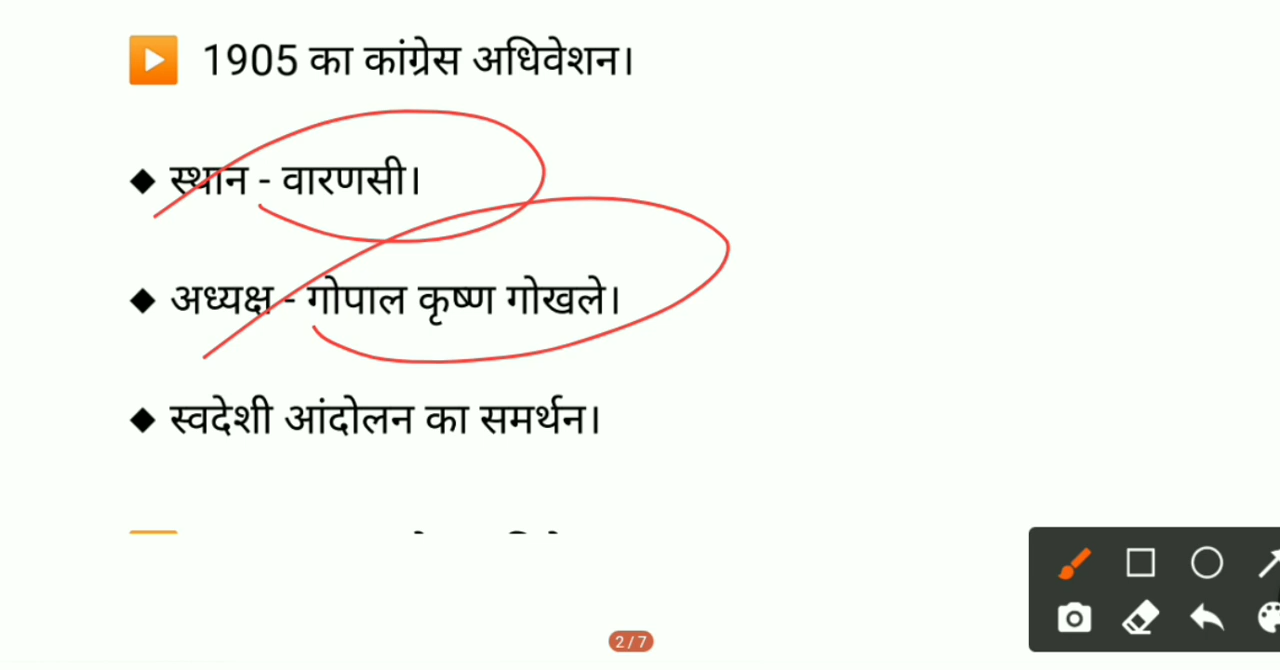 1905 का कांग्रेस अधिवेशन।
◆ स्थान - वारणसी।
◆ अध्यक्ष - गोपाल कृष्ण गोखले।
◆ स्वदेशी आंदोलन का समर्थन।
2 / 7